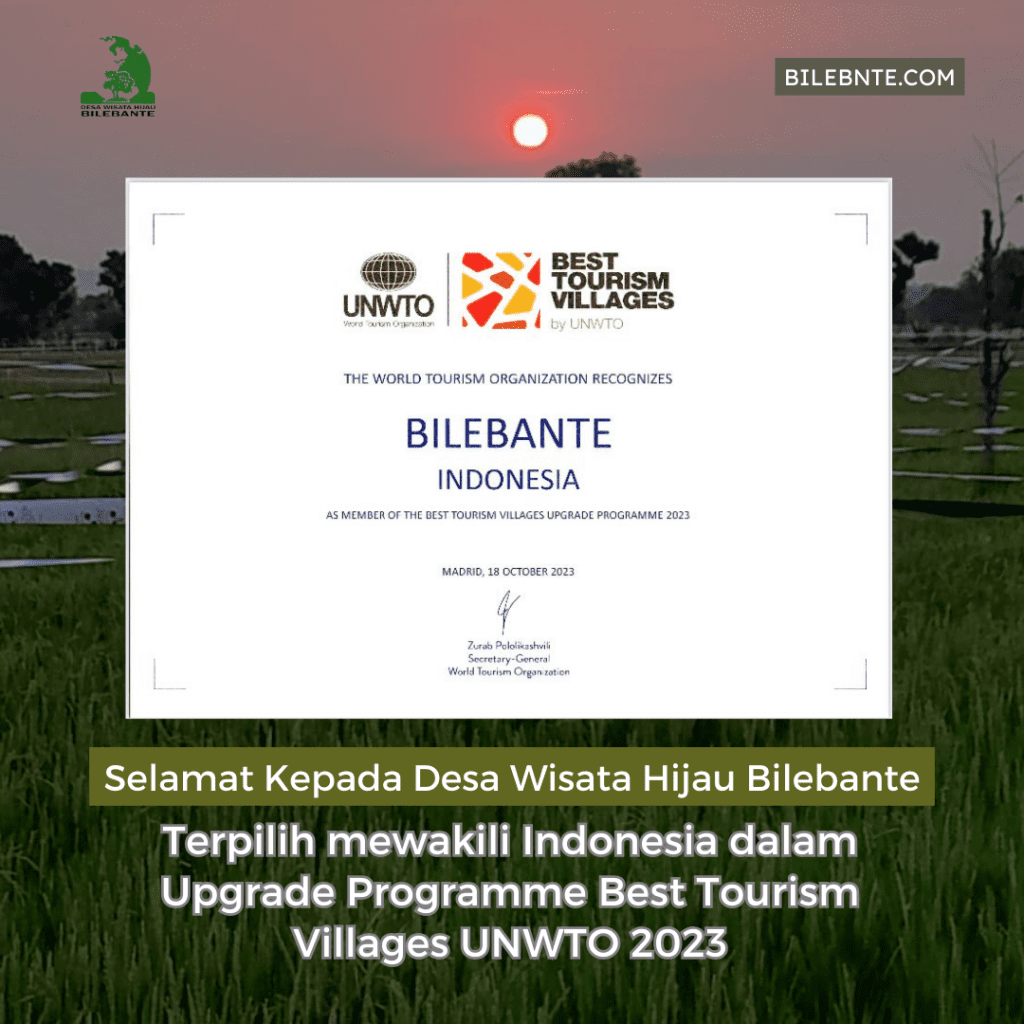 DESA WISATA HIJAU
BILEBANTE
BILEBNTE.COM
UNWTO
World Tourism Organization
BEST
TOURISM
VILLAGES
by UNWTO
THE WORLD TOURISM ORGANIZATION RECOGNIZES
BILEBANTE
INDONESIA
AS MEMBER OF THE BEST TOURISM VILLAGES UPGRADE PROGRAMME 2023
MADRID, 18 OCTOBER 2023
Zurab Pololikashvili
Secretary-General
World Tourism Organization
Selamat Kepada Desa Wisata Hijau Bilebante
Terpilih mewakili Indonesia dalam
Upgrade Programme Best Tourism
Villages UNWTO 2023